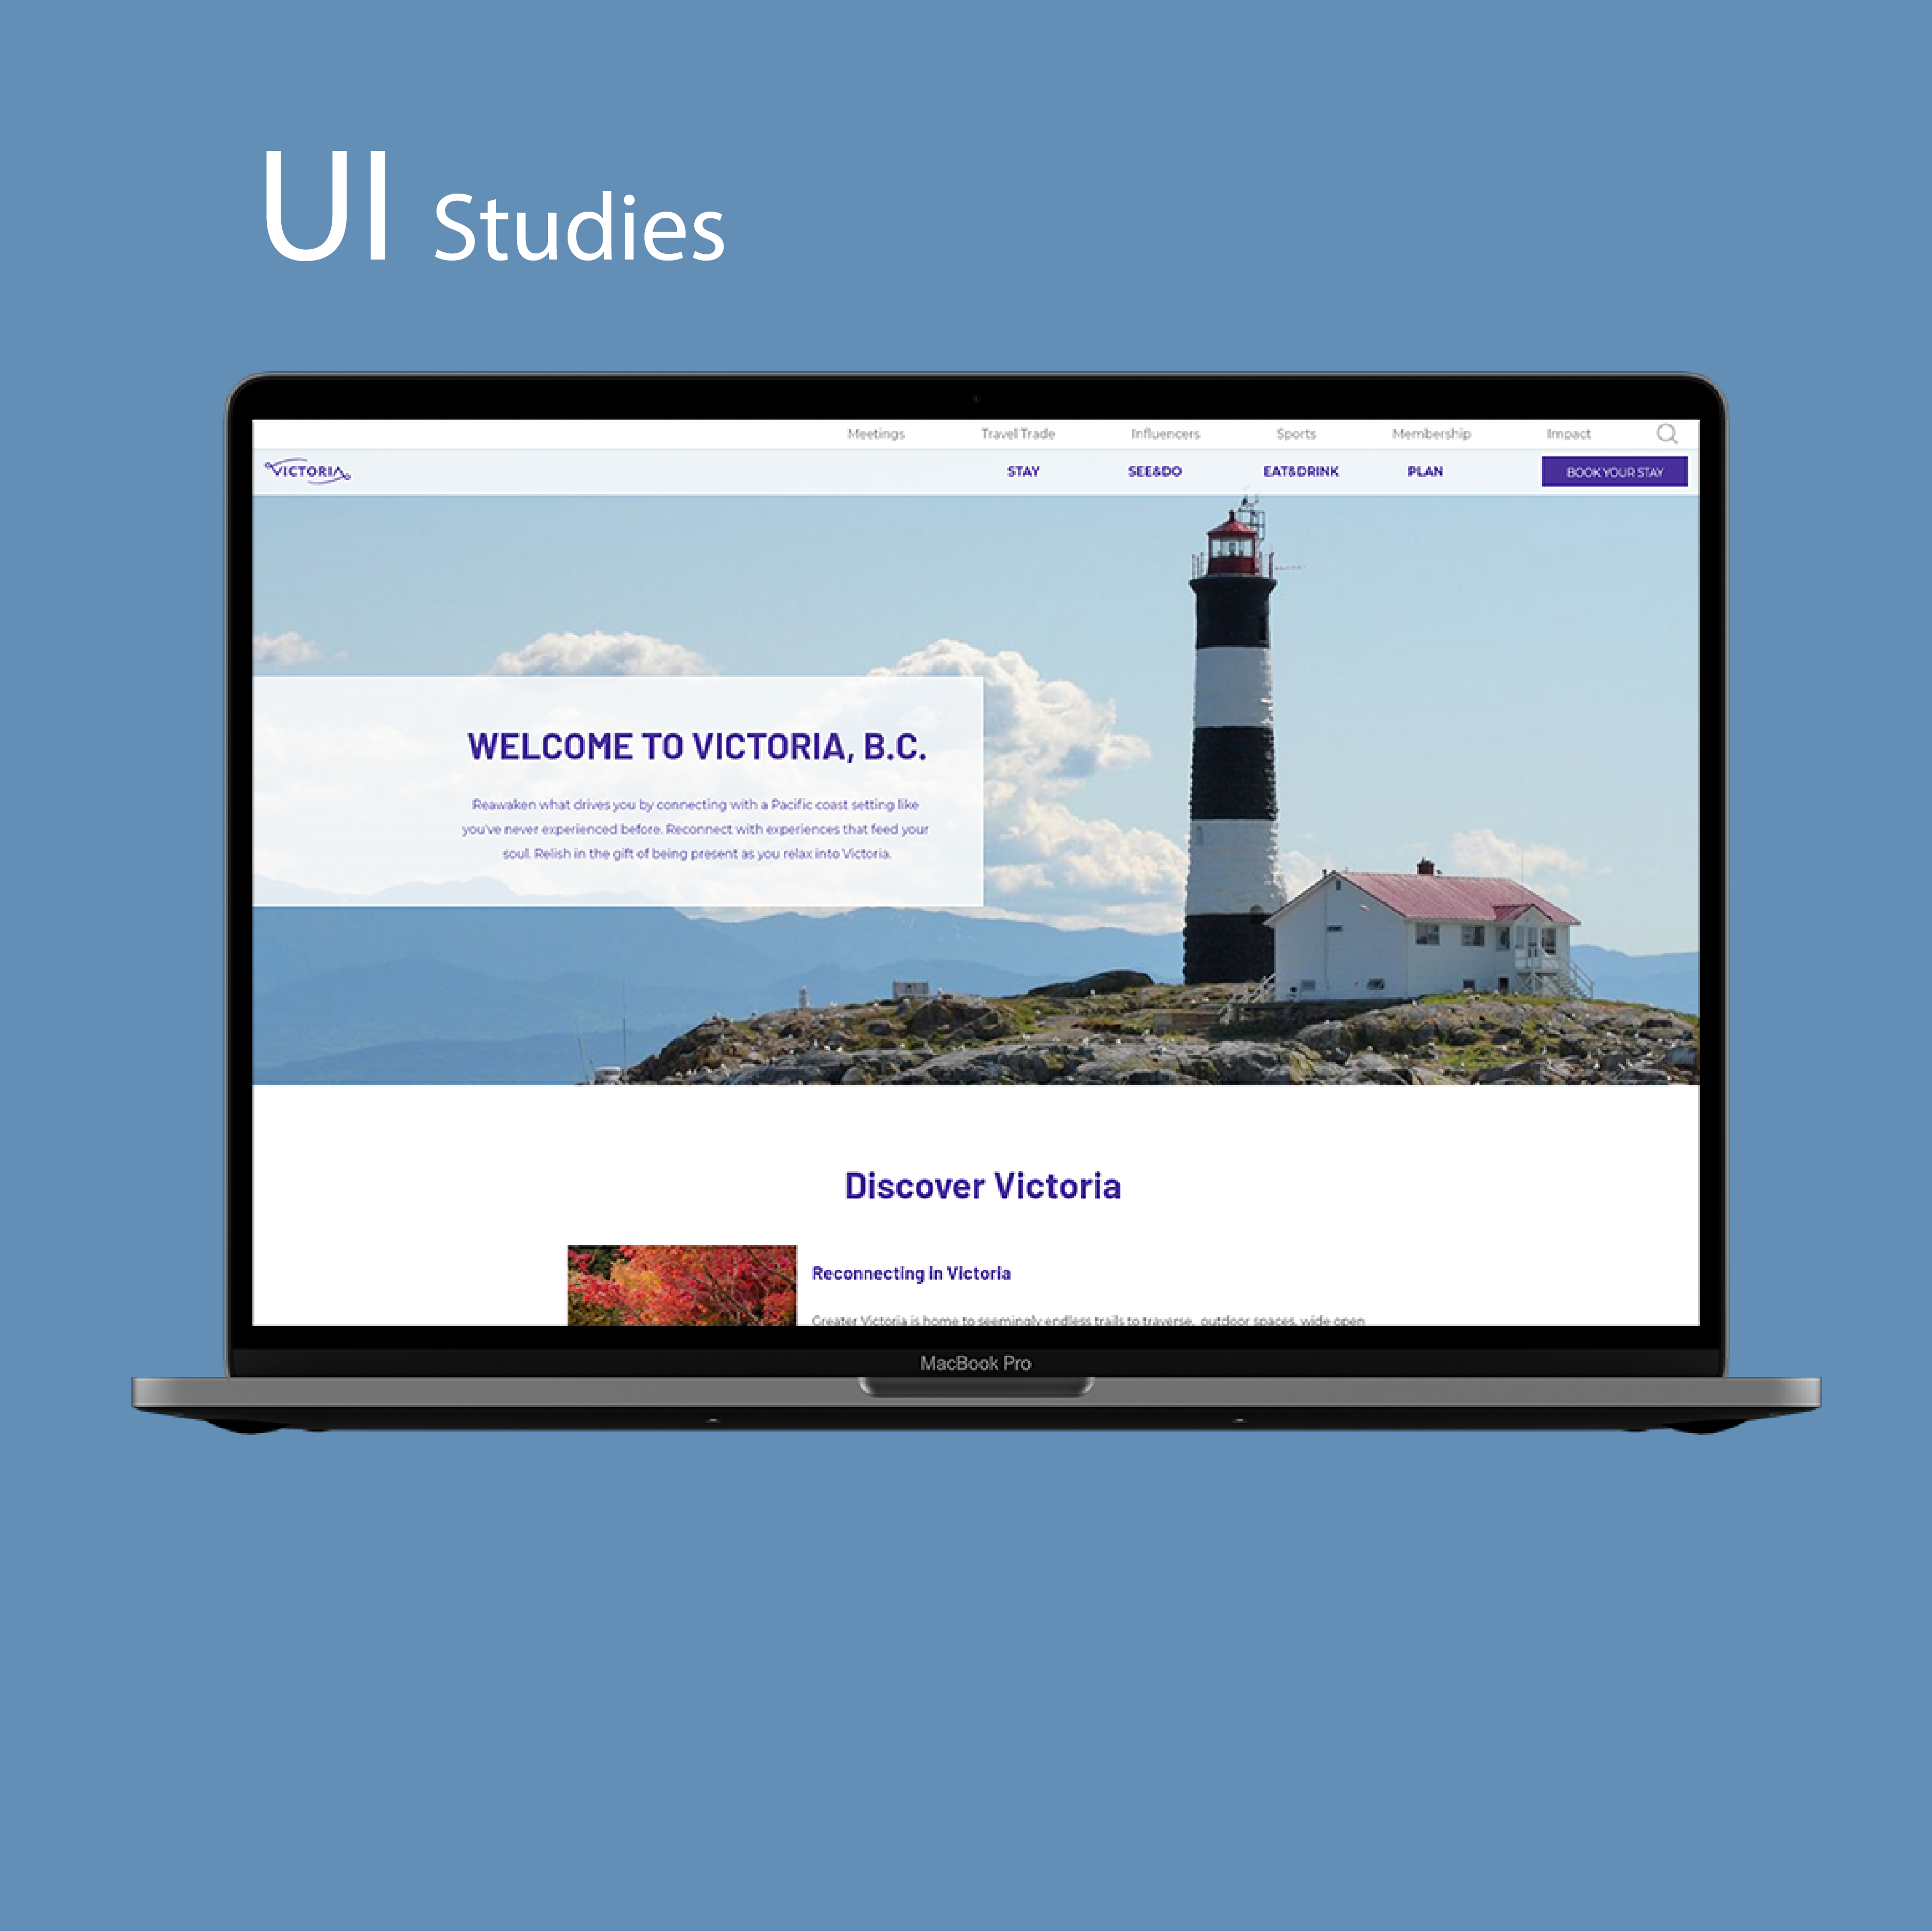 UI Studies
Meetings Travel Trade Influencers Sports Membership Impact
VICTORIA STAY SEE&DO EAT&DRINK PLAN BOOK YOUR STAY
WELCOME TO VICTORIA, B.C.
Reawaken what drives you by connecting with a Pacific coast setting like
you've never experienced before. Reconnect with experiences that feed your
soul. Relish in the gift of being present as you relax into Victoria.
Discover Victoria
Reconnecting in Victoria
Greater Victoria is home to seemingly endless trails to traverse, outdoor spaces, wide open
MacBook Pro